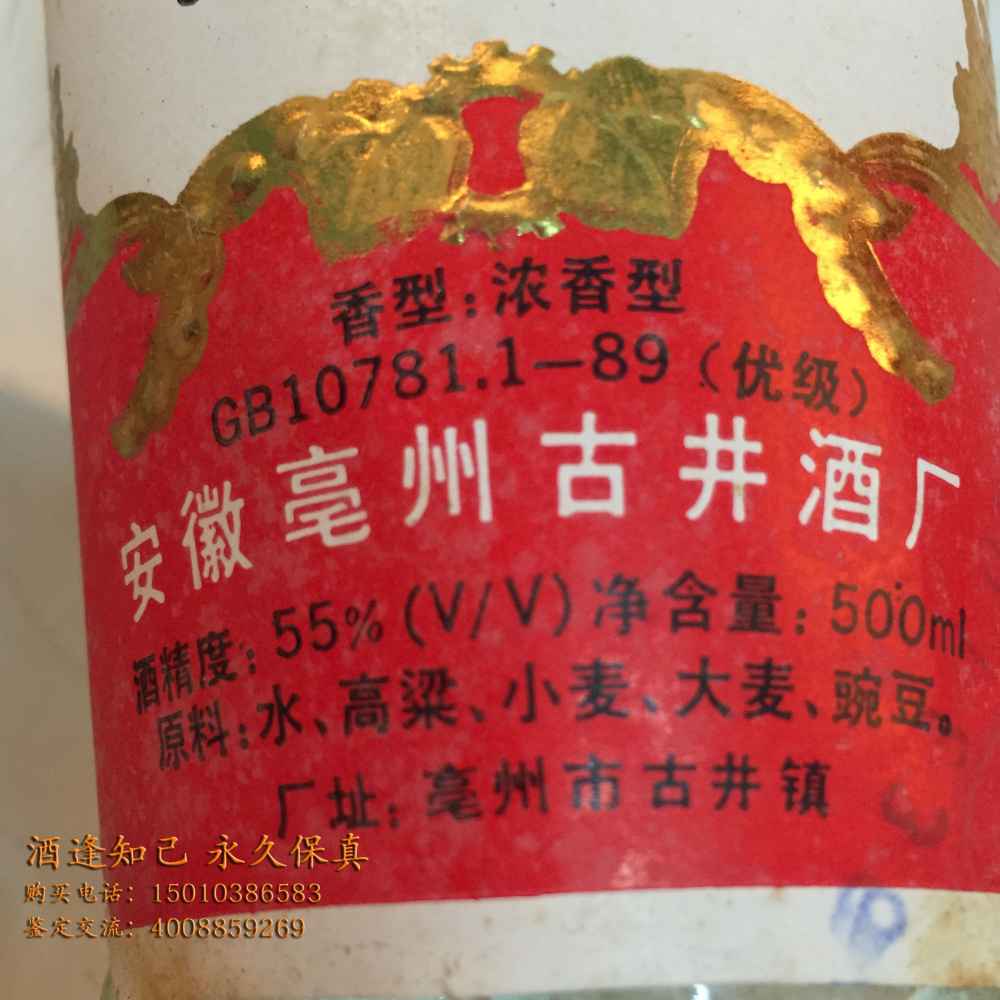 香型:浓香型
GB10781.1—89(优级)
安徽亳州古井酒厂
酒精度:55%(V/V)净含量:500ml
原料:水、高粱、小麦、大麦、豌豆。
厂址:亳州市古井镇
酒逢知己 永久保真
购买电话:15010386583
鉴定交流:4008859269